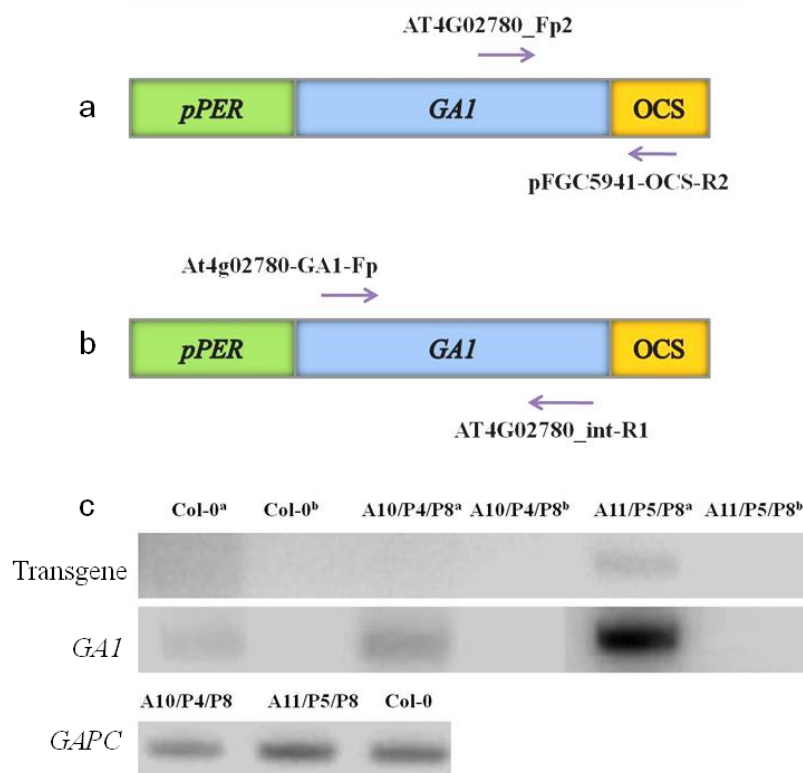 AT4G02780_Fp2
a
pPER GA1 OCS
pFGC5941-OCS-R2
At4g02780-GA1-Fp
b
pPER GA1 OCS
AT4G02780_int-R1
c
Col-0ᵃ Col-0ᵇ A10/P4/P8ᵃ A10/P4/P8ᵇ A11/P5/P8ᵃ A11/P5/P8ᵇ
Transgene
GA1
A10/P4/P8 A11/P5/P8 Col-0
GAPC